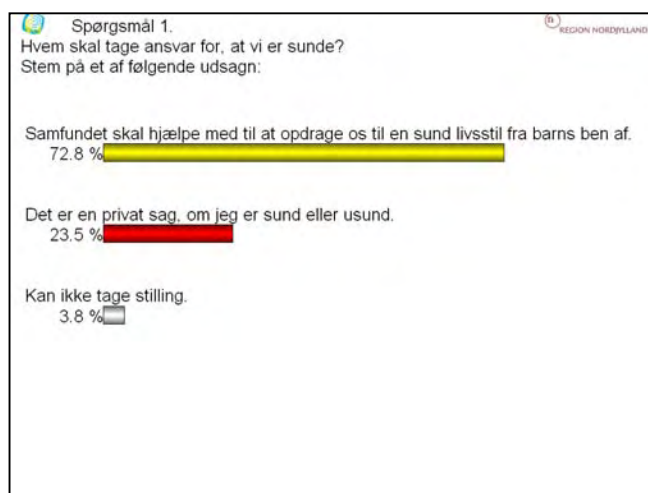 Spørgsmål 1.
REGION NORDJYLLAND
Hvem skal tage ansvar for, at vi er sunde?
Stem på et af følgende udsagn:
Samfundet skal hjælpe med til at opdrage os til en sund livsstil fra barns ben af.
72.8 %
Det er en privat sag, om jeg er sund eller usund.
23.5 %
Kan ikke tage stilling.
3.8 %